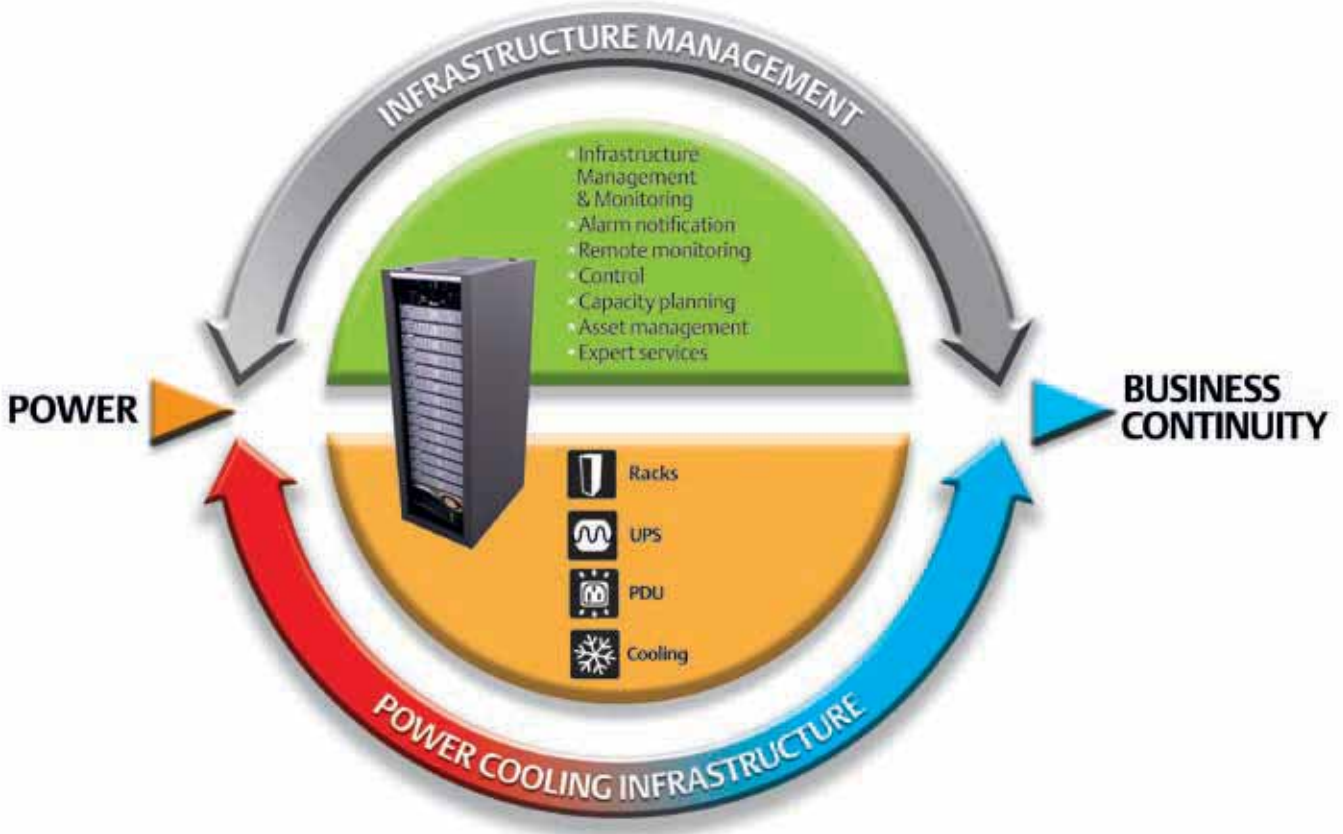 INFRASTRUCTURE MANAGEMENT
• Infrastructure
Management
& Monitoring
• Alarm notification
• Remote monitoring
• Control
• Capacity planning
• Asset management
• Expert services
POWER
BUSINESS
CONTINUITY
Racks
UPS
PDU
Cooling
POWER COOLING INFRASTRUCTURE